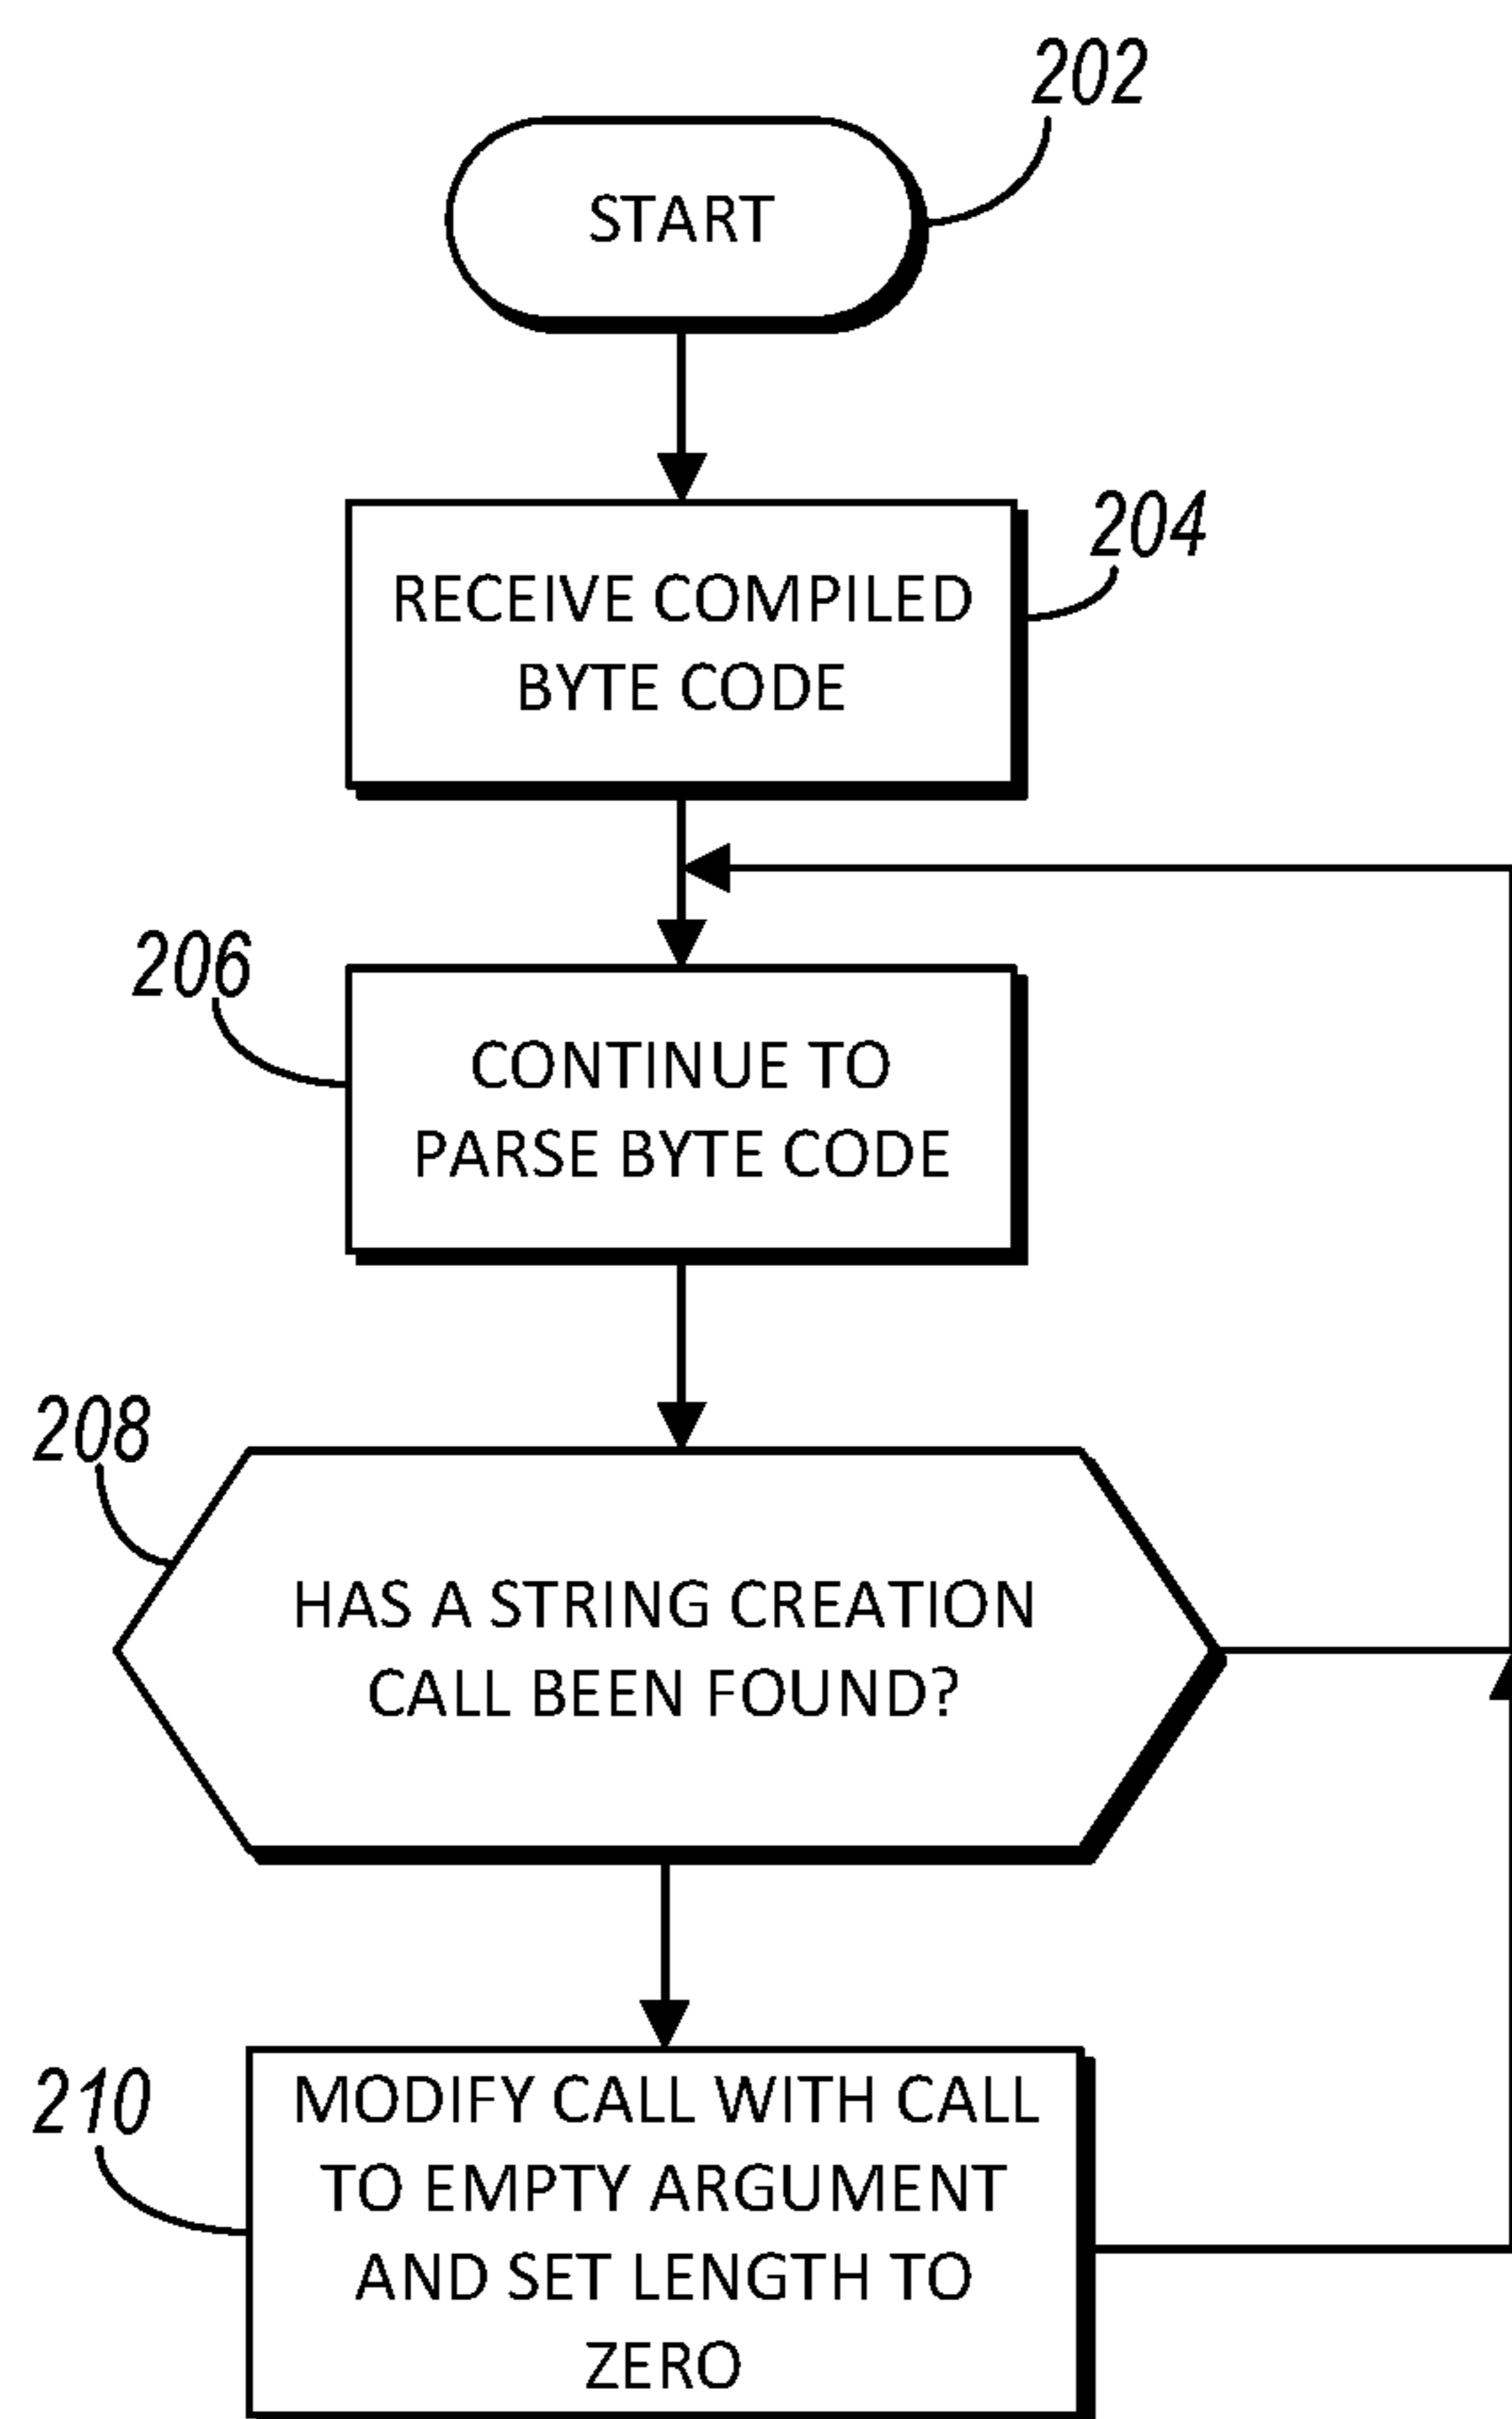 202
START
204
RECEIVE COMPILED
BYTE CODE
206
CONTINUE TO
PARSE BYTE CODE
208
HAS A STRING CREATION
CALL BEEN FOUND?
210
MODIFY CALL WITH CALL
TO EMPTY ARGUMENT
AND SET LENGTH TO
ZERO